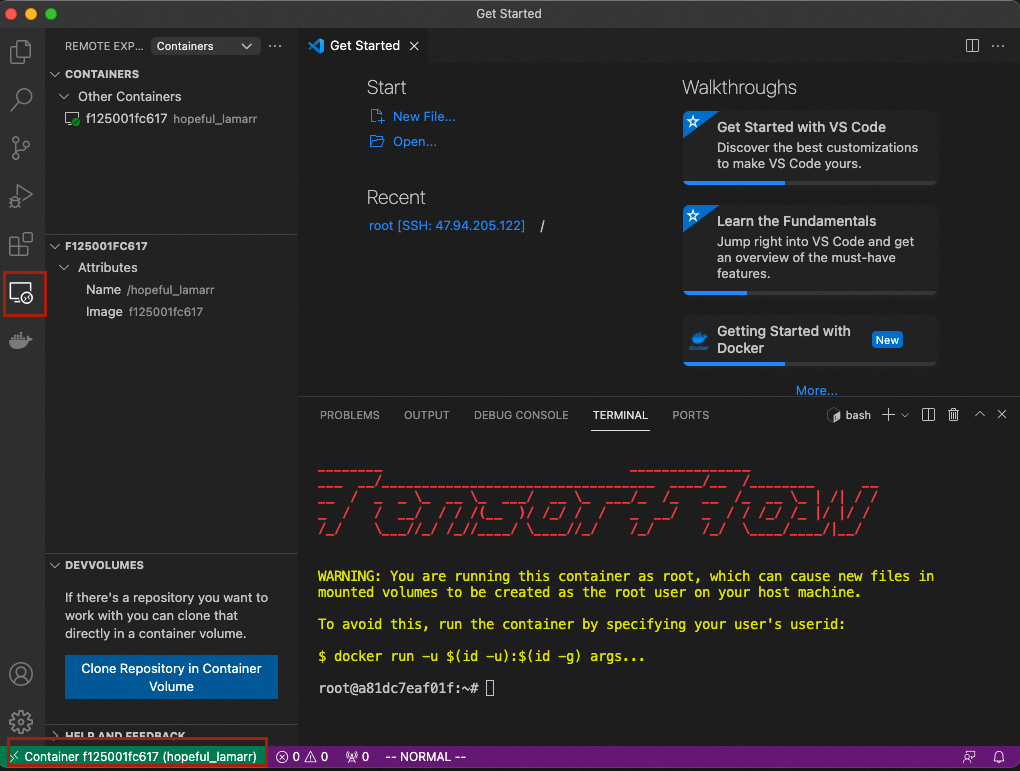 Get Started
REMOTE EXP... Containers
CONTAINERS
Other Containers
f125001fc617 hopeful_lamarr
F125001FC617
Attributes
Name /hopeful_lamarr
Image f125001fc617
DEVVOLUMES
If there's a repository you want to
work with you can clone that
directly in a container volume.
Clone Repository in Container
Volume
HELP AND FEEDBACK
Get Started
Start
New File...
Open...
Recent
root [SSH: 47.94.205.122] /
Walkthroughs
Get Started with VS Code
Discover the best customizations
to make VS Code yours.
Learn the Fundamentals
Jump right into VS Code and get
an overview of the must-have
features.
docker
Getting Started with
Docker
New
More...
PROBLEMS OUTPUT DEBUG CONSOLE TERMINAL PORTS bash
TensorFlow
WARNING: You are running this container as root, which can cause new files in
mounted volumes to be created as the root user on your host machine.
To avoid this, run the container by specifying your user's userid:
$ docker run -u $(id -u):$(id -g) args...
root@a81dc7eaf01f:~#
Container f125001fc617 (hopeful_lamarr) 0 0 0 -- NORMAL --